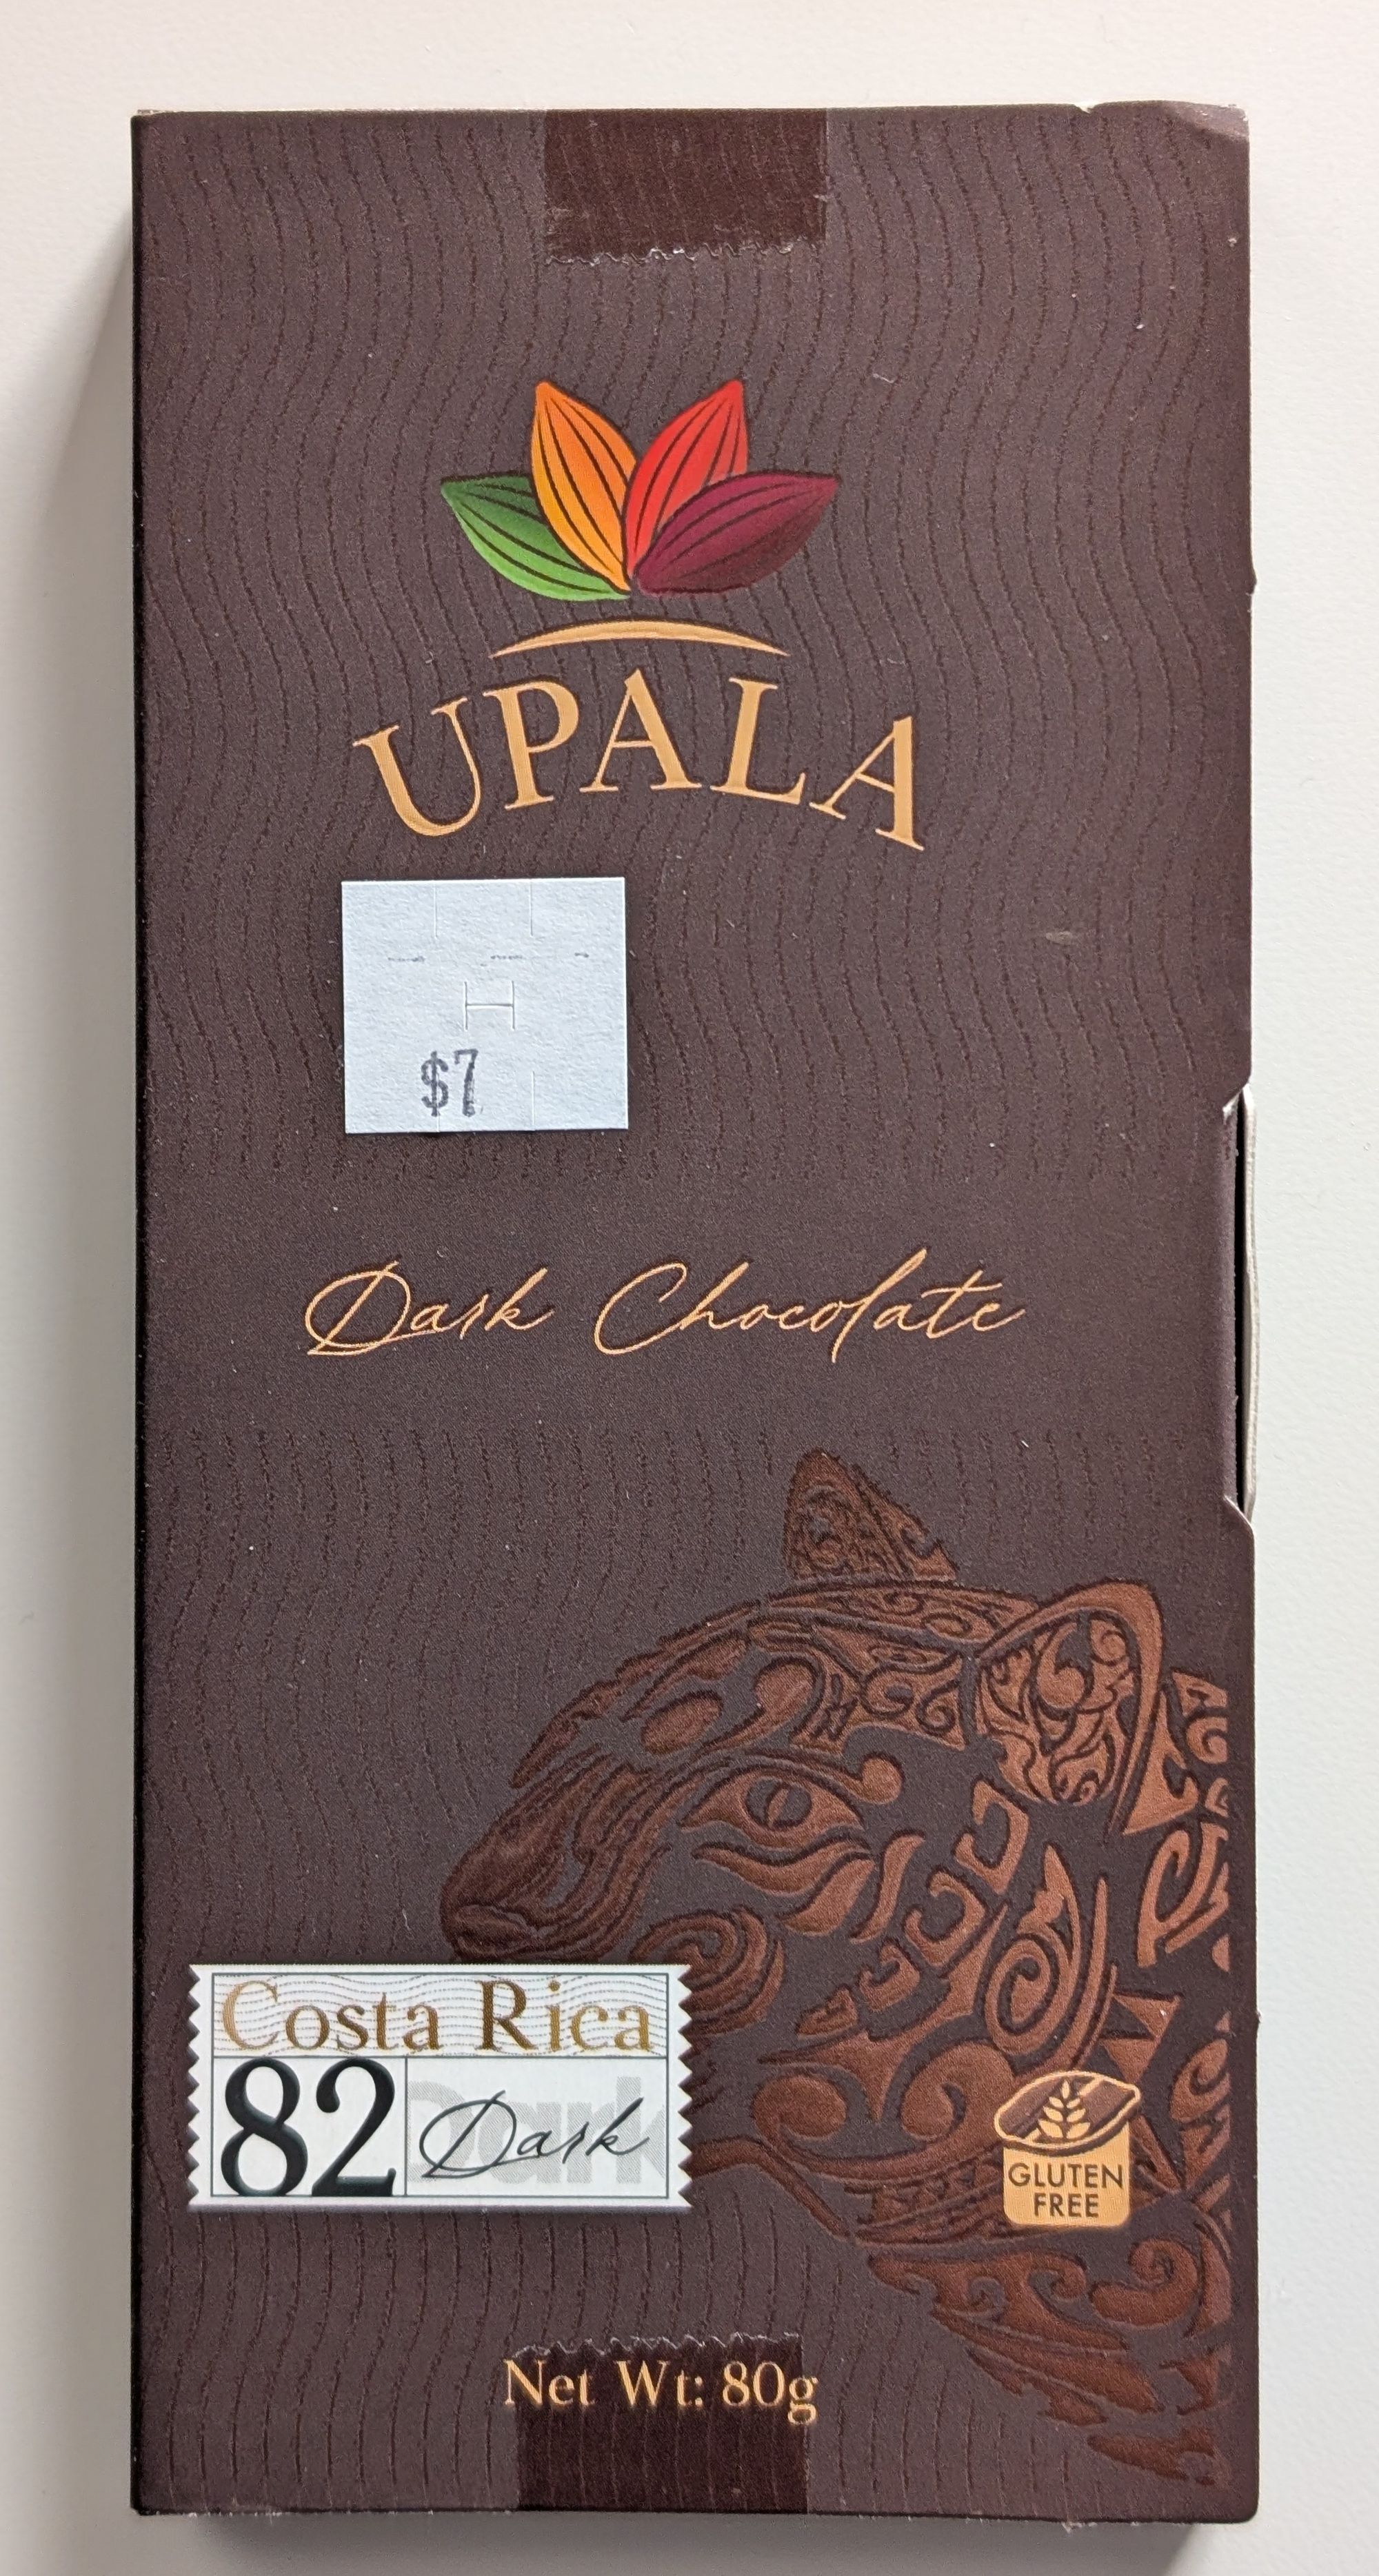 UPALA
$7
Dark Chocolate
Costa Rica
82 Dark
GLUTEN
FREE
Net Wt: 80g